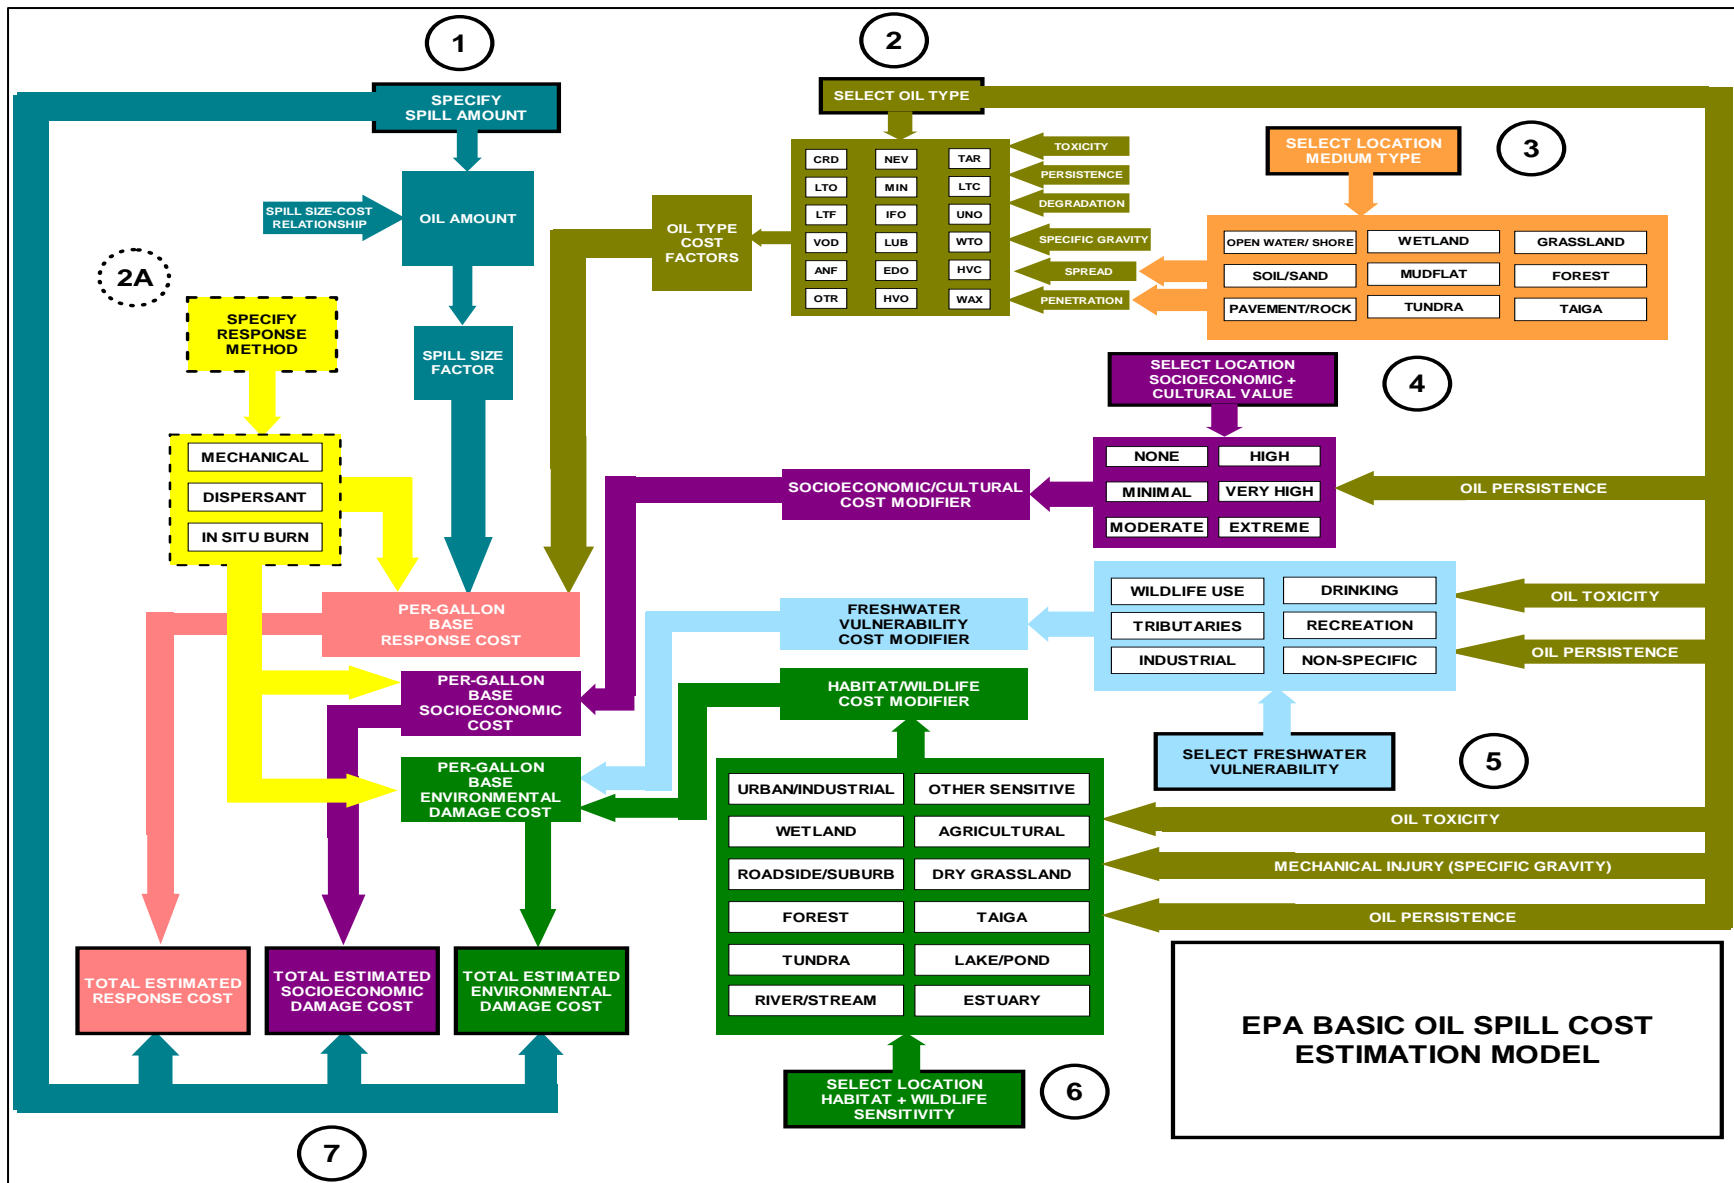 1
2
SPECIFY
SPILL AMOUNT
SELECT OIL TYPE
3
SELECT LOCATION
MEDIUM TYPE
CRD
NEV
TAR
LTO
MIN
LTC
LTF
IFO
UNO
VOD
LUB
WTO
ANF
EDO
HVC
OTR
HVO
WAX
TOXICITY
PERSISTENCE
DEGRADATION
SPECIFIC GRAVITY
SPREAD
PENETRATION
OPEN WATER/ SHORE
WETLAND
GRASSLAND
SOIL/SAND
MUDFLAT
FOREST
PAVEMENT/ROCK
TUNDRA
TAIGA
SPILL SIZE-COST
RELATIONSHIP
OIL AMOUNT
OIL TYPE
COST
FACTORS
2A
SPECIFY
RESPONSE
METHOD
SPILL SIZE
FACTOR
SELECT LOCATION
SOCIOECONOMIC +
CULTURAL VALUE
4
MECHANICAL
DISPERSANT
IN SITU BURN
SOCIOECONOMIC/CULTURAL
COST MODIFIER
NONE
HIGH
MINIMAL
VERY HIGH
MODERATE
EXTREME
OIL PERSISTENCE
PER-GALLON
BASE
RESPONSE COST
FRESHWATER
VULNERABILITY
COST MODIFIER
WILDLIFE USE
DRINKING
TRIBUTARIES
RECREATION
INDUSTRIAL
NON-SPECIFIC
OIL TOXICITY
OIL PERSISTENCE
PER-GALLON
BASE
SOCIOECONOMIC
COST
HABITAT/WILDLIFE
COST MODIFIER
SELECT FRESHWATER
VULNERABILITY
5
PER-GALLON
BASE
ENVIRONMENTAL
DAMAGE COST
URBAN/INDUSTRIAL
OTHER SENSITIVE
WETLAND
AGRICULTURAL
ROADSIDE/SUBURB
DRY GRASSLAND
FOREST
TAIGA
TUNDRA
LAKE/POND
RIVER/STREAM
ESTUARY
OIL TOXICITY
MECHANICAL INJURY (SPECIFIC GRAVITY)
OIL PERSISTENCE
TOTAL ESTIMATED
RESPONSE COST
TOTAL ESTIMATED
SOCIOECONOMIC
DAMAGE COST
TOTAL ESTIMATED
ENVIRONMENTAL
DAMAGE COST
EPA BASIC OIL SPILL COST
ESTIMATION MODEL
SELECT LOCATION
HABITAT + WILDLIFE
SENSITIVITY
6
7